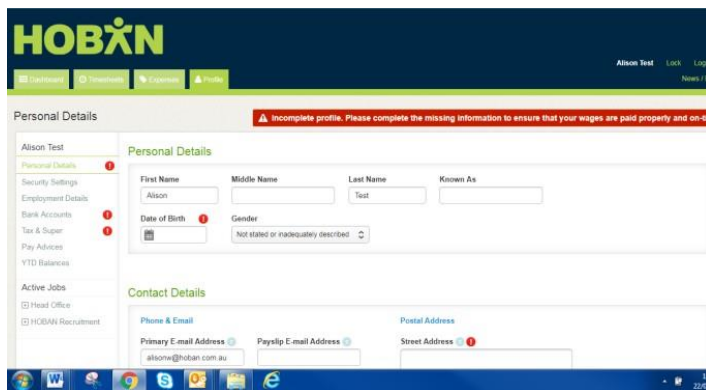 HOBAN
Alison Test Lock Log
News /
Dashboard Timesheets Expenses Profile
Personal Details
Incomplete profile. Please complete the missing information to ensure that your wages are paid properly and on-t
Alison Test
Personal Details
Security Settings
Employment Details
Bank Accounts
Tax & Super
Pay Advices
YTD Balances
Active Jobs
Head Office
HOBAN Recruitment
Personal Details
First Name Middle Name Last Name Known As
Alison Test
Date of Birth Gender
Not stated or inadequately described
Contact Details
Phone & Email Postal Address
Primary E-mail Address Payslip E-mail Address Street Address
alisonw@hoban.com.au